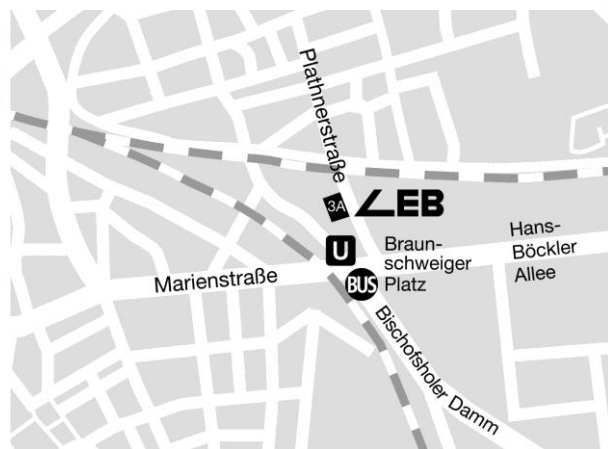 Plathnerstraße
3A
LEB
U
Braun-
schweiger
Platz
Hans-
Böckler
Allee
Marienstraße
BUS
Bischofsholer Damm